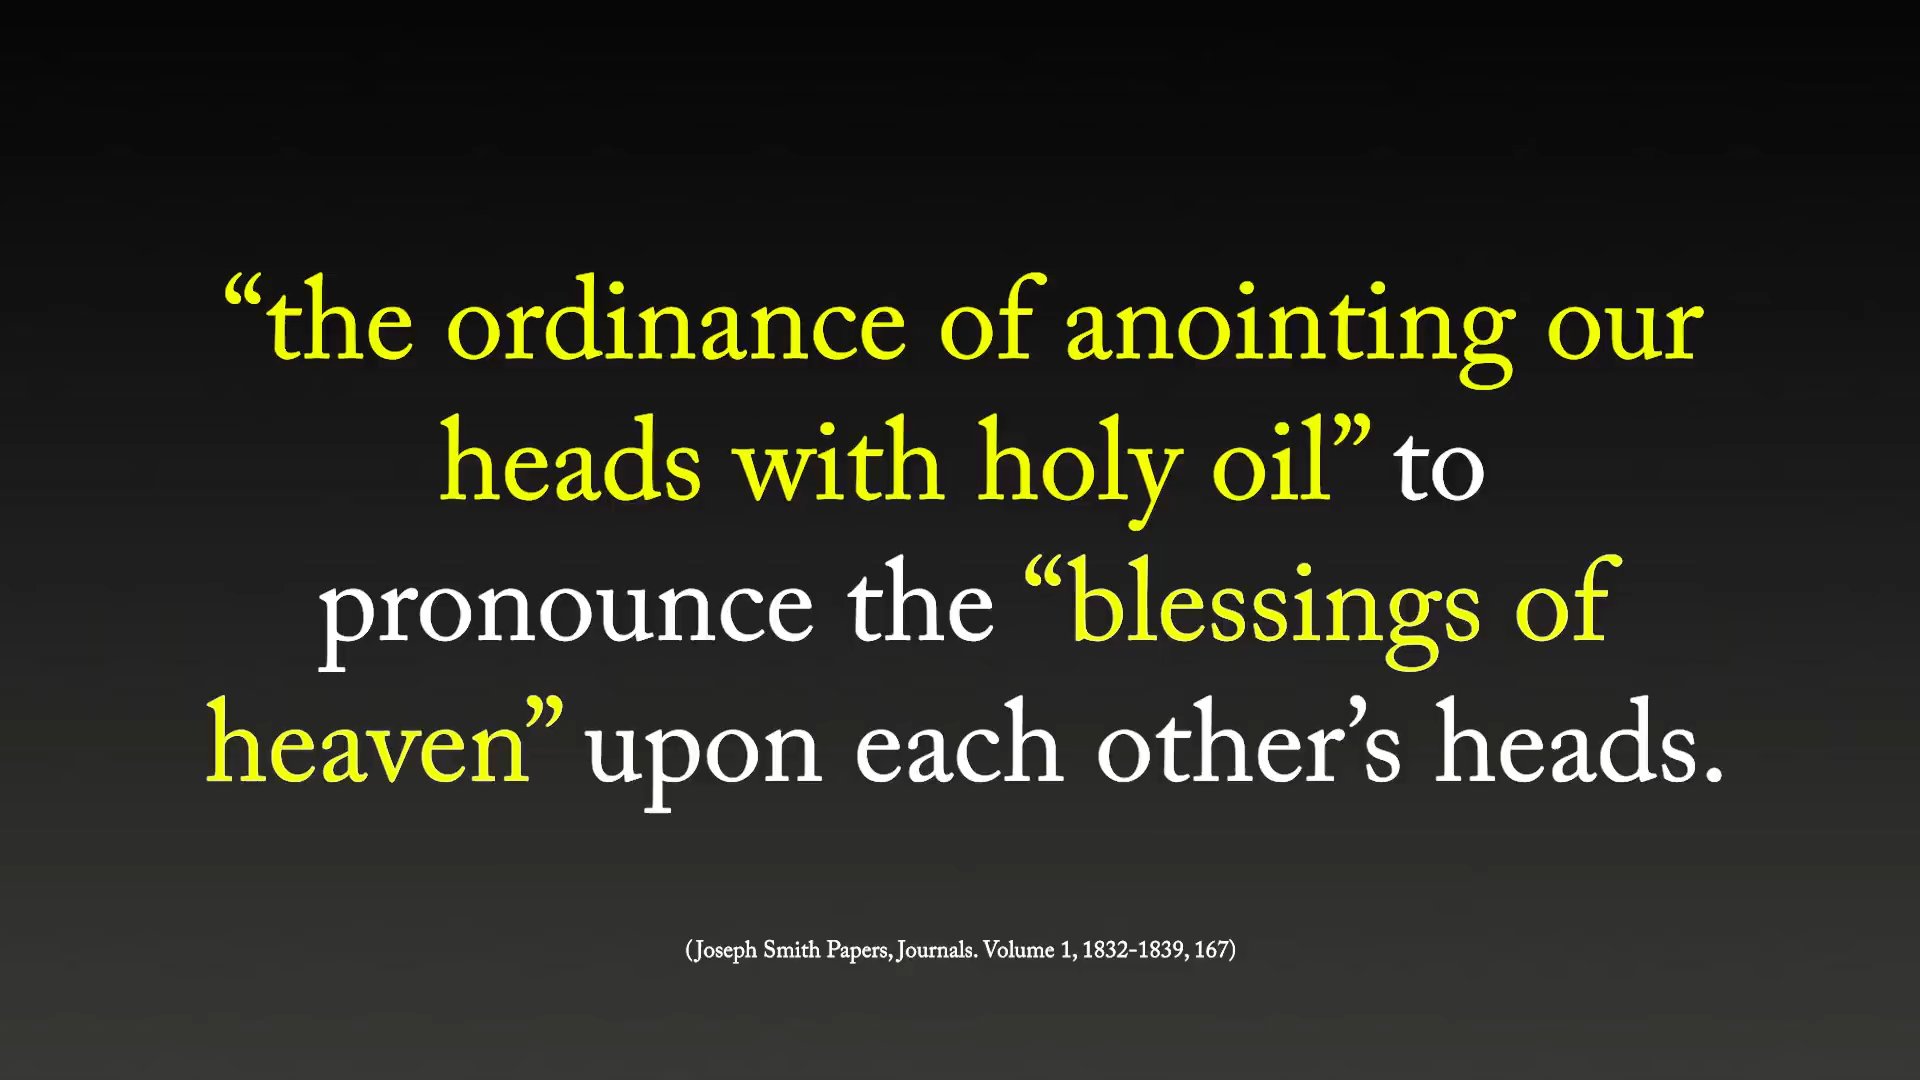 “the ordinance of anointing our
heads with holy oil” to
pronounce the “blessings of
heaven” upon each other’s heads.
(Joseph Smith Papers, Journals. Volume 1, 1832-1839, 167)